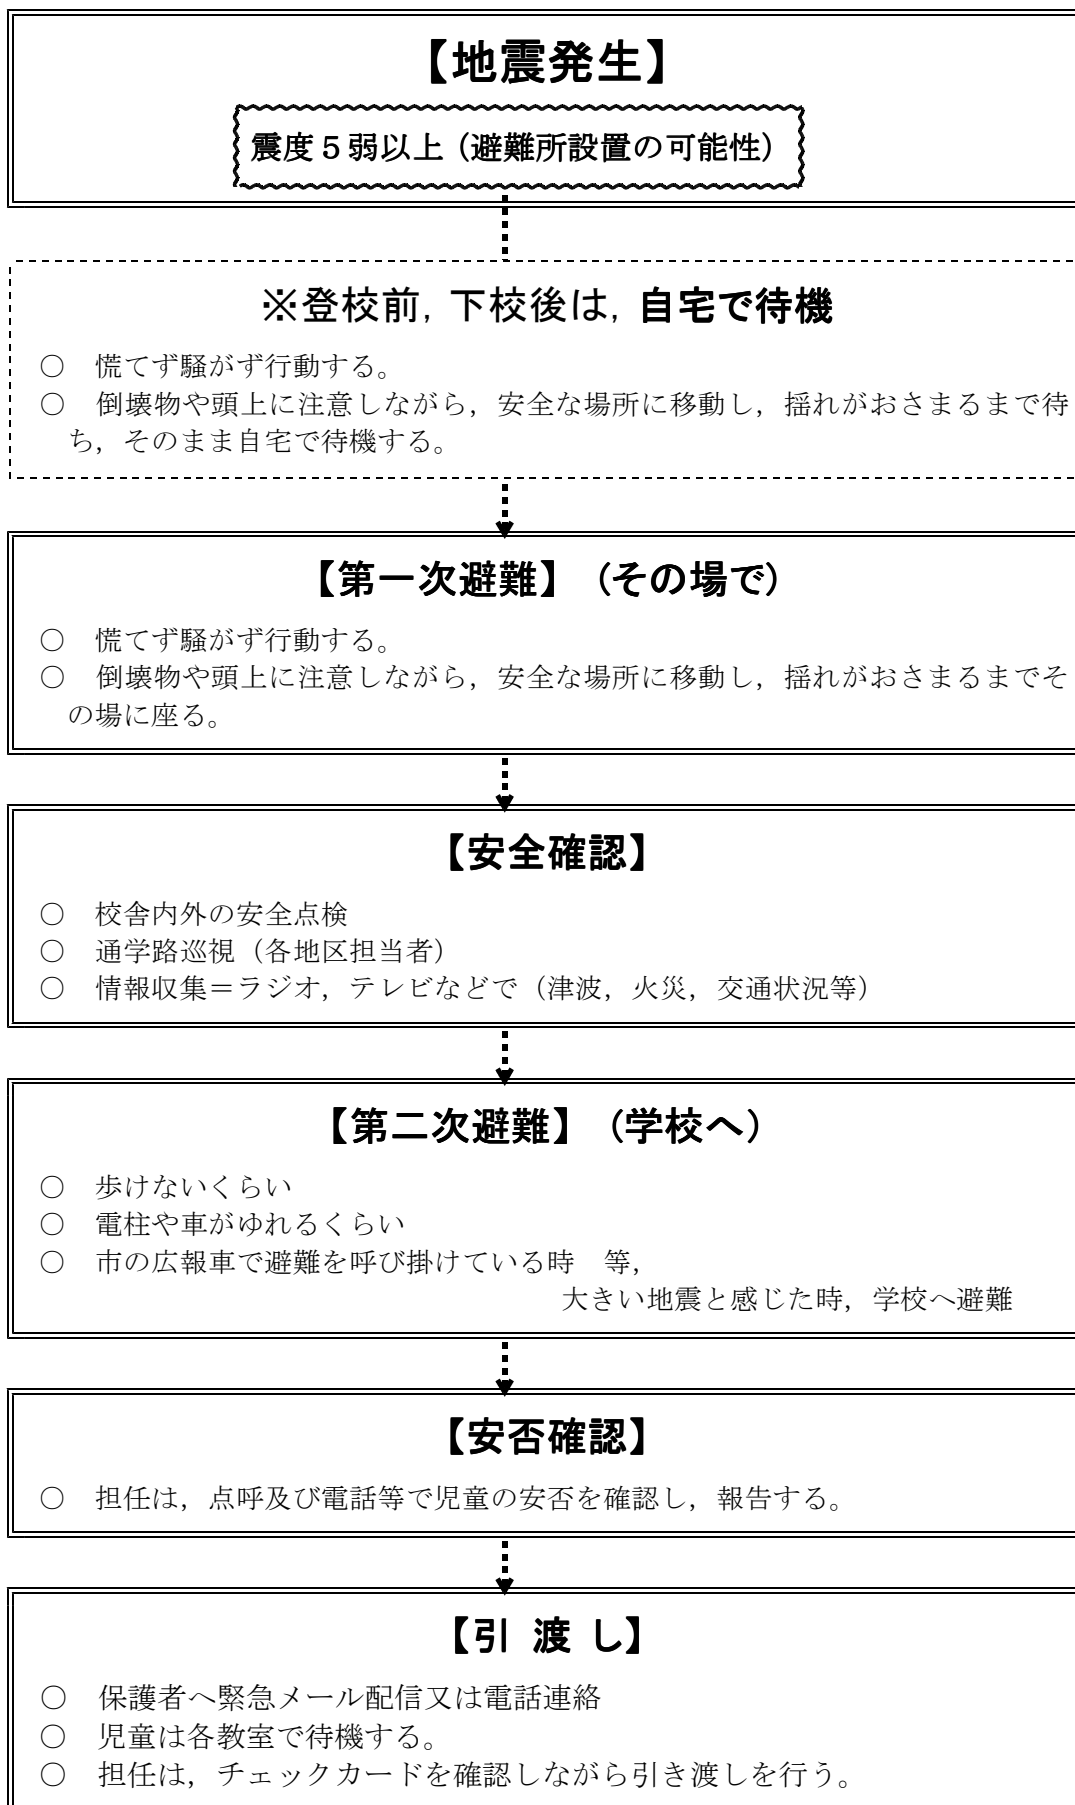 【地震発生】
震度５弱以上（避難所設置の可能性）
※登校前，下校後は，自宅で待機
○　慌てず騒がず行動する。
○　倒壊物や頭上に注意しながら，安全な場所に移動し，揺れがおさまるまで待
ち，そのまま自宅で待機する。
【第一次避難】（その場で）
○　慌てず騒がず行動する。
○　倒壊物や頭上に注意しながら，安全な場所に移動し，揺れがおさまるまでそ
の場に座る。
【安全確認】
○　校舎内外の安全点検
○　通学路巡視（各地区担当者）
○　情報収集＝ラジオ，テレビなどで（津波，火災，交通状況等）
【第二次避難】（学校へ）
○　歩けないくらい
○　電柱や車がゆれるくらい
○　市の広報車で避難を呼び掛けている時　等，
大きい地震と感じた時，学校へ避難
【安否確認】
○　担任は，点呼及び電話等で児童の安否を確認し，報告する。
【引 渡 し】
○　保護者へ緊急メール配信又は電話連絡
○　児童は各教室で待機する。
○　担任は，チェックカードを確認しながら引き渡しを行う。